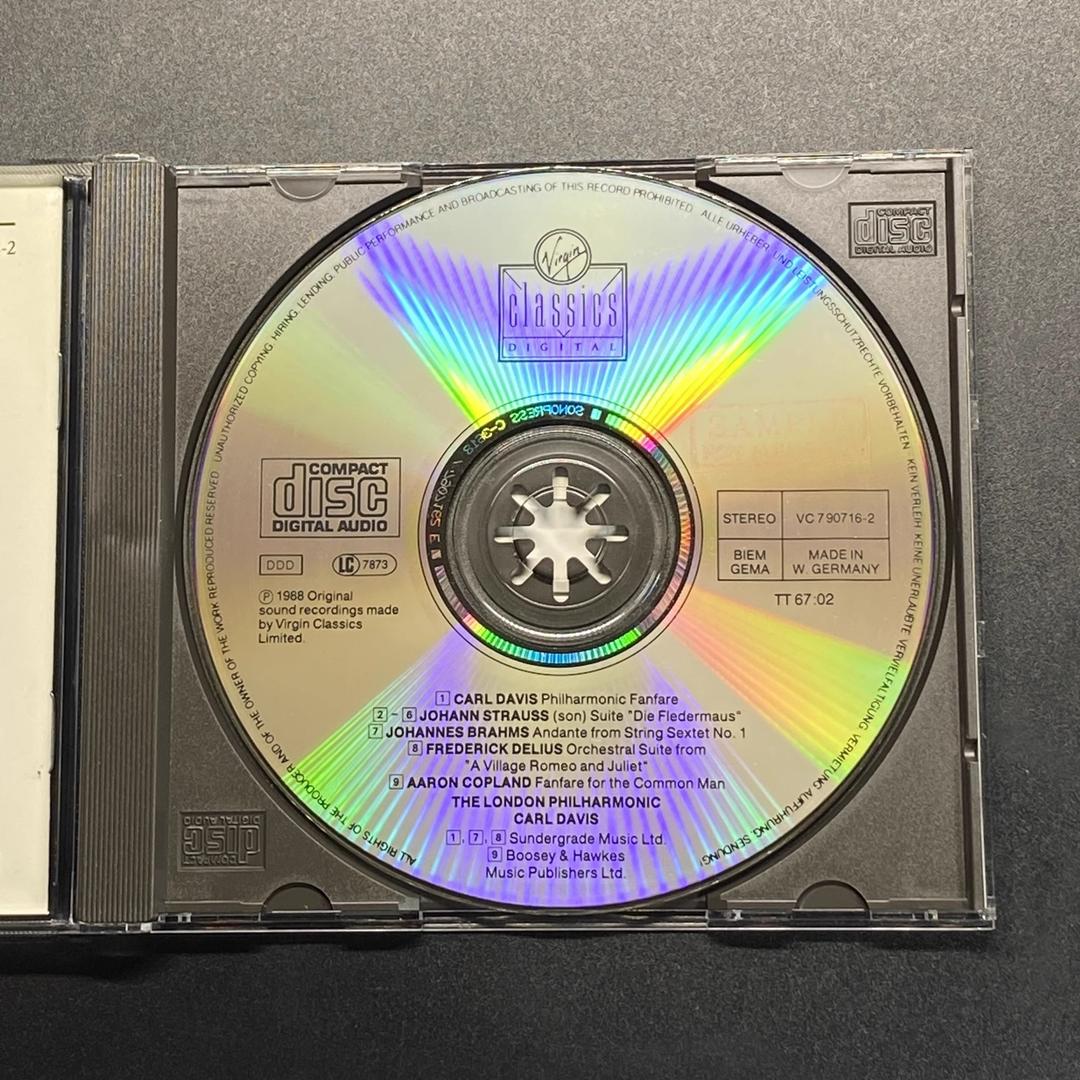 -2
COMPACT
disc
DIGITAL AUDIO
UNAUTHORIZED COPYING, HIRING, LENDING, PUBLIC PERFORMANCE AND BROADCASTING OF THIS RECORD PROHIBITED
ALLE URHEBER- UND LEISTUNGSSCHUTZRECHTE VORBEHALTEN
KEIN VERLEIH! KEINE UNERLAUBTE VERVIELFÄLTIGUNG, VERMIETUNG, AUFFÜHRUNG, SENDUNG!
ALL RIGHTS OF THE PRODUCER AND OF THE OWNER OF THE WORK REPRODUCED RESERVED
Virgin
classics
DIGITAL
SONOPRESS
COMPACT
disc
DIGITAL AUDIO
DDD
LC 7873
℗ 1988 Original
sound recordings made
by Virgin Classics
Limited.
STEREO VC 790716-2
BIEM GEMA MADE IN W. GERMANY
TT 67:02
1 CARL DAVIS Philharmonic Fanfare
2 - 6 JOHANN STRAUSS (son) Suite "Die Fledermaus"
7 JOHANNES BRAHMS Andante from String Sextet No. 1
8 FREDERICK DELIUS Orchestral Suite from
"A Village Romeo and Juliet"
9 AARON COPLAND Fanfare for the Common Man
THE LONDON PHILHARMONIC
CARL DAVIS
1, 7, 8 Sundergrade Music Ltd.
9 Boosey & Hawkes
Music Publishers Ltd.
COMPACT
disc
DIGITAL AUDIO